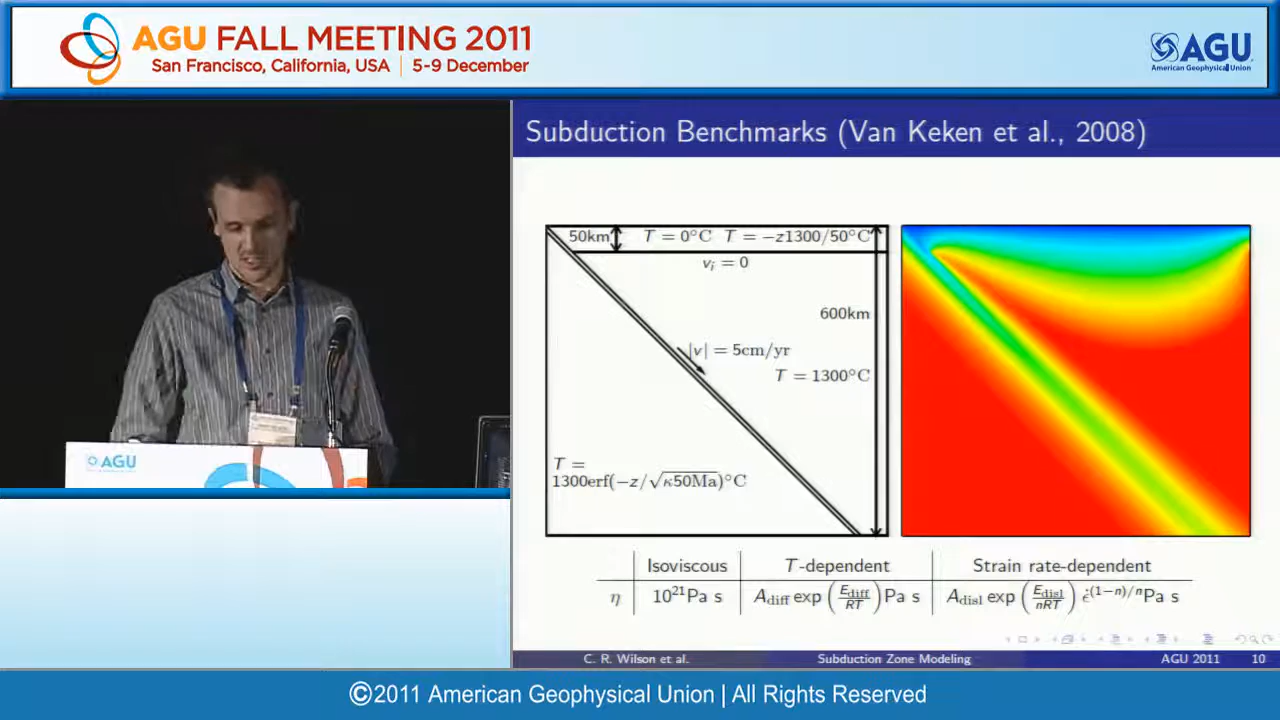 AGU FALL MEETING 2011
San Francisco, California, USA | 5-9 December
AGU
American Geophysical Union
AGU
Subduction Benchmarks (Van Keken et al., 2008)
50km
T = 0°C T = −z1300/50°C
v_i = 0
600km
|v| = 5cm/yr
T = 1300°C
T =
1300erf(−z/√κ50Ma)°C
Isoviscous T-dependent Strain rate-dependent
η 10²¹Pa s A_diff exp (E_diff/RT) Pa s A_disl exp (E_disl/nRT) ε̇^(1−n)/n Pa s
C. R. Wilson et al. Subduction Zone Modeling AGU 2011 10
©2011 American Geophysical Union | All Rights Reserved